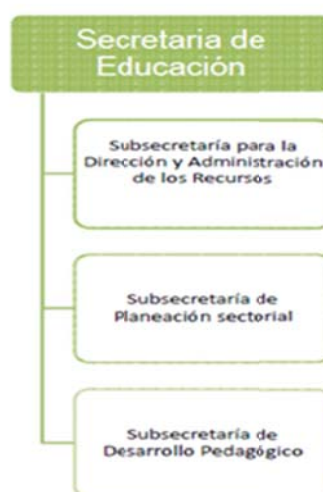 Secretaria de
Educación
Subsecretaría para la
Dirección y Administración
de los Recursos
Subsecretaría de
Planeación sectorial
Subsecretaría de
Desarrollo Pedagógico